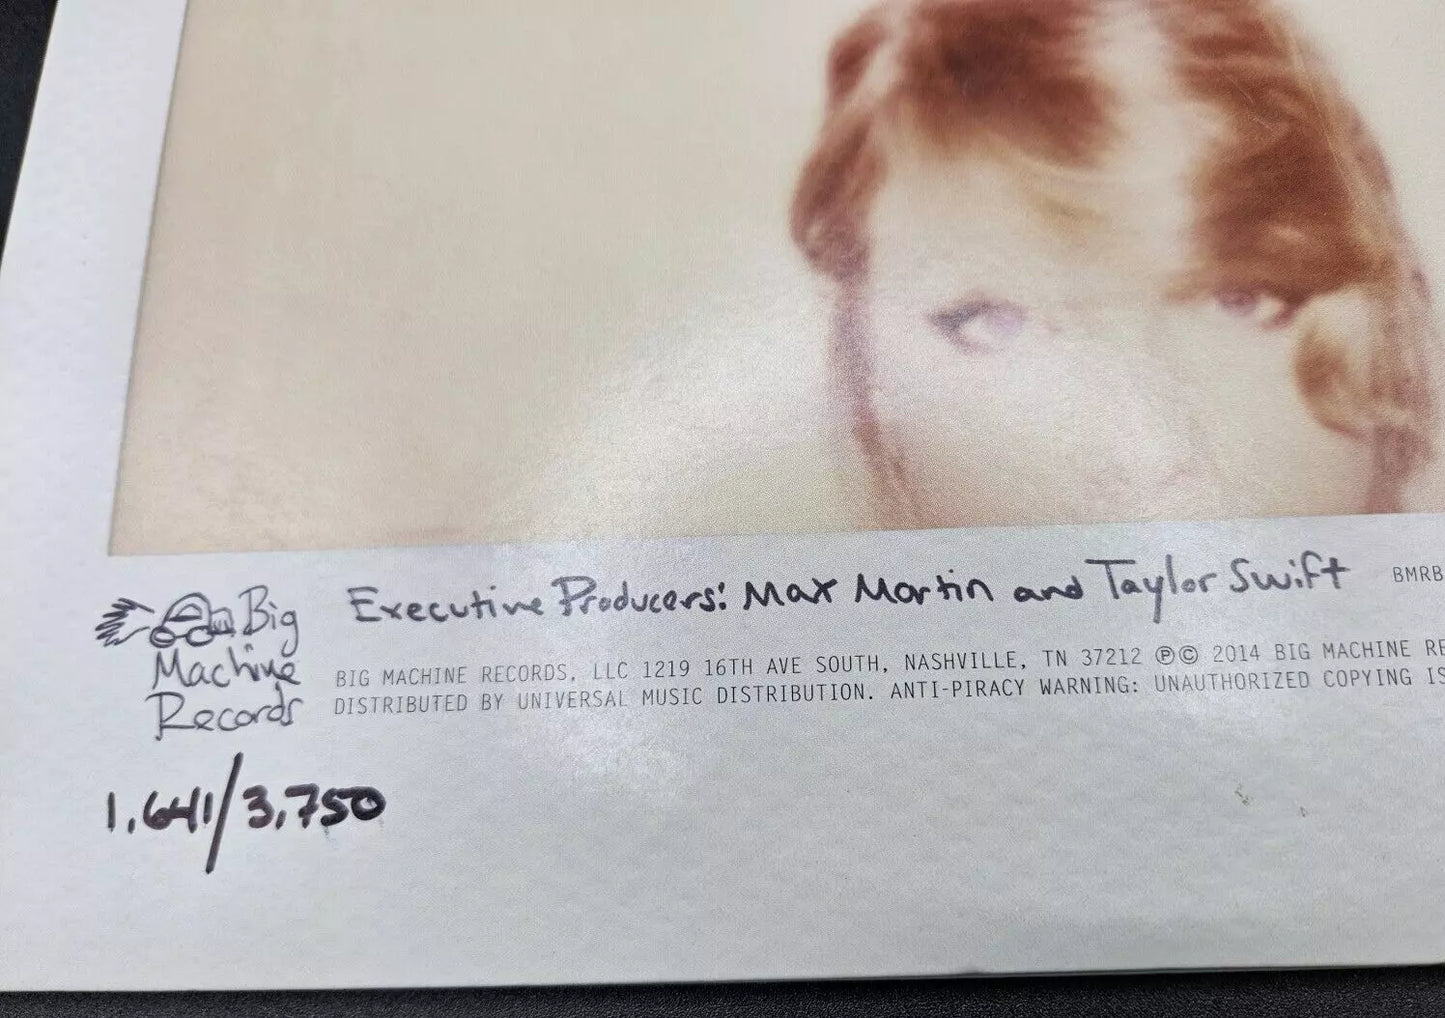 Big
Machine
Records
Executive Producers: Max Martin and Taylor Swift
BMRB
BIG MACHINE RECORDS, LLC 1219 16TH AVE SOUTH, NASHVILLE, TN 37212 ℗© 2014 BIG MACHINE RE
DISTRIBUTED BY UNIVERSAL MUSIC DISTRIBUTION. ANTI-PIRACY WARNING: UNAUTHORIZED COPYING IS
1,641/3,750